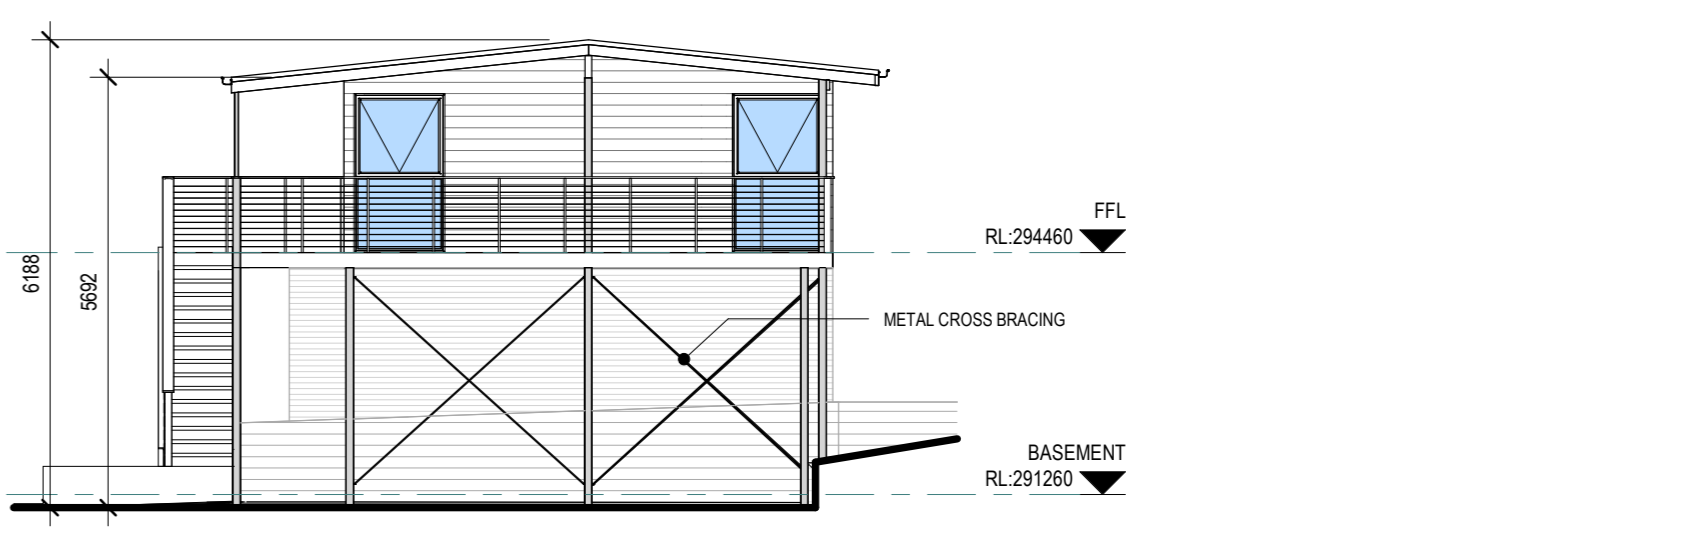 6188
5692
FFL
RL:294460
METAL CROSS BRACING
BASEMENT
RL:291260